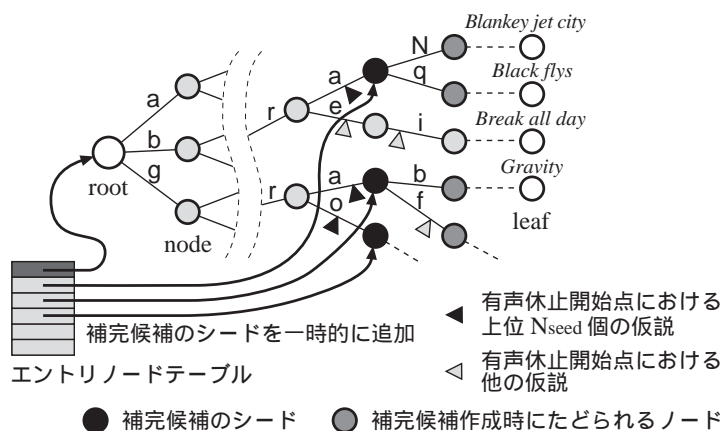 Blankey jet city
N
a
q
Black flys
a
r
e
i
Break all day
b
Gravity
root
g
r
a
b
o
f
leaf
node
補完候補のシードを一時的に追加
エントリノードテーブル
有声休止開始点における
上位 Nseed 個の仮説
有声休止開始点における
他の仮説
補完候補のシード
補完候補作成時にたどられるノード